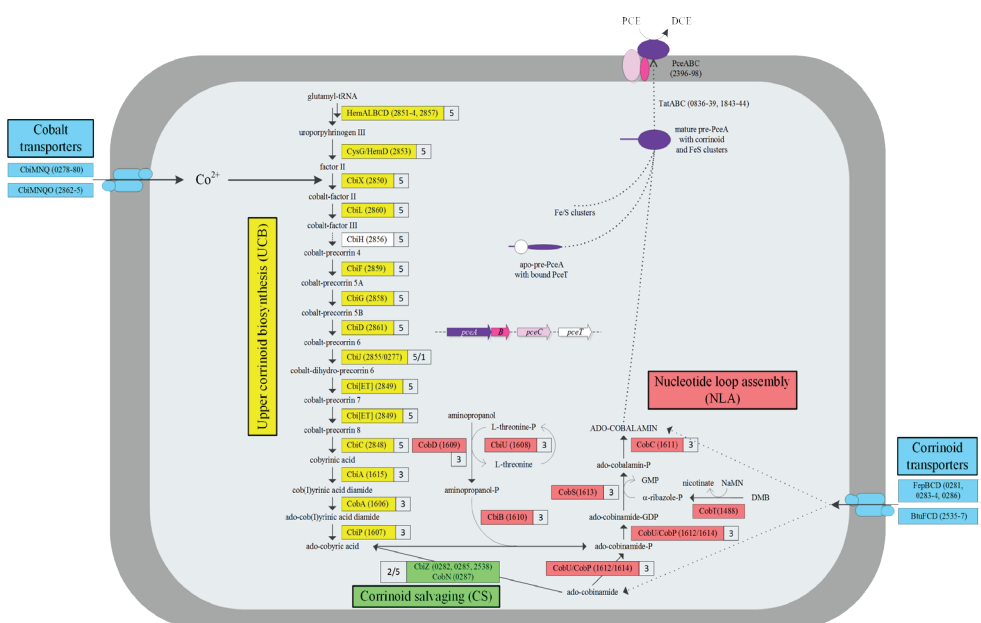 PCE
DCE
PceABC
(2396-98)
TatABC (0836-39, 1843-44)
mature pre-PceA
with corrinoid
and FeS clusters
Fe/S clusters
apo-pre-PceA
with bound PceT
pceA
B
pceC
pceT
Cobalt
transporters
CbiMNQ (0278-80)
CbiMNQO (2862-5)
Co2+
Upper corrinoid biosynthesis (UCB)
glutamyl-tRNA
HemALBCD (2851-4, 2857) 5
uroporpyhrinogen III
CysG/HemD (2853) 5
factor II
CbiX (2850) 5
cobalt-factor II
CbiL (2860) 5
cobalt-factor III
CbiH (2856) 5
cobalt-precorrin 4
CbiF (2859) 5
cobalt-precorrin 5A
CbiG (2858) 5
cobalt-precorrin 5B
CbiD (2861) 5
cobalt-precorrin 6
CbiJ (2855/0277) 5/1
cobalt-dihydro-precorrin 6
Cbi[ET] (2849) 5
cobalt-precorrin 7
Cbi[ET] (2849) 5
cobalt-precorrin 8
CbiC (2848) 5
cobyrinic acid
CbiA (1615) 3
cob(I)yrinic acid diamide
CobA (1606) 3
ado-cob(I)yrinic acid diamide
CbiP (1607) 3
ado-cobyric acid
aminopropanol
L-threonine-P
CobD (1609)
3
CbiU (1608) 3
L-threonine
aminopropanol-P
CbiB (1610) 3
Nucleotide loop assembly
(NLA)
ADO-COBALAMIN
CobC (1611) 3
ado-cobalamin-P
GMP
CobS(1613) 3
α-ribazole-P
nicotinate
NaMN
DMB
CobT(1488)
ado-cobinamide-GDP
CobU/CobP (1612/1614) 3
ado-cobinamide-P
CobU/CobP (1612/1614) 3
ado-cobinamide
2/5
CbiZ (0282, 0285, 2538)
CobN (0287)
Corrinoid salvaging (CS)
Corrinoid
transporters
FepBCD (0281,
0283-4, 0286)
BtuFCD (2535-7)